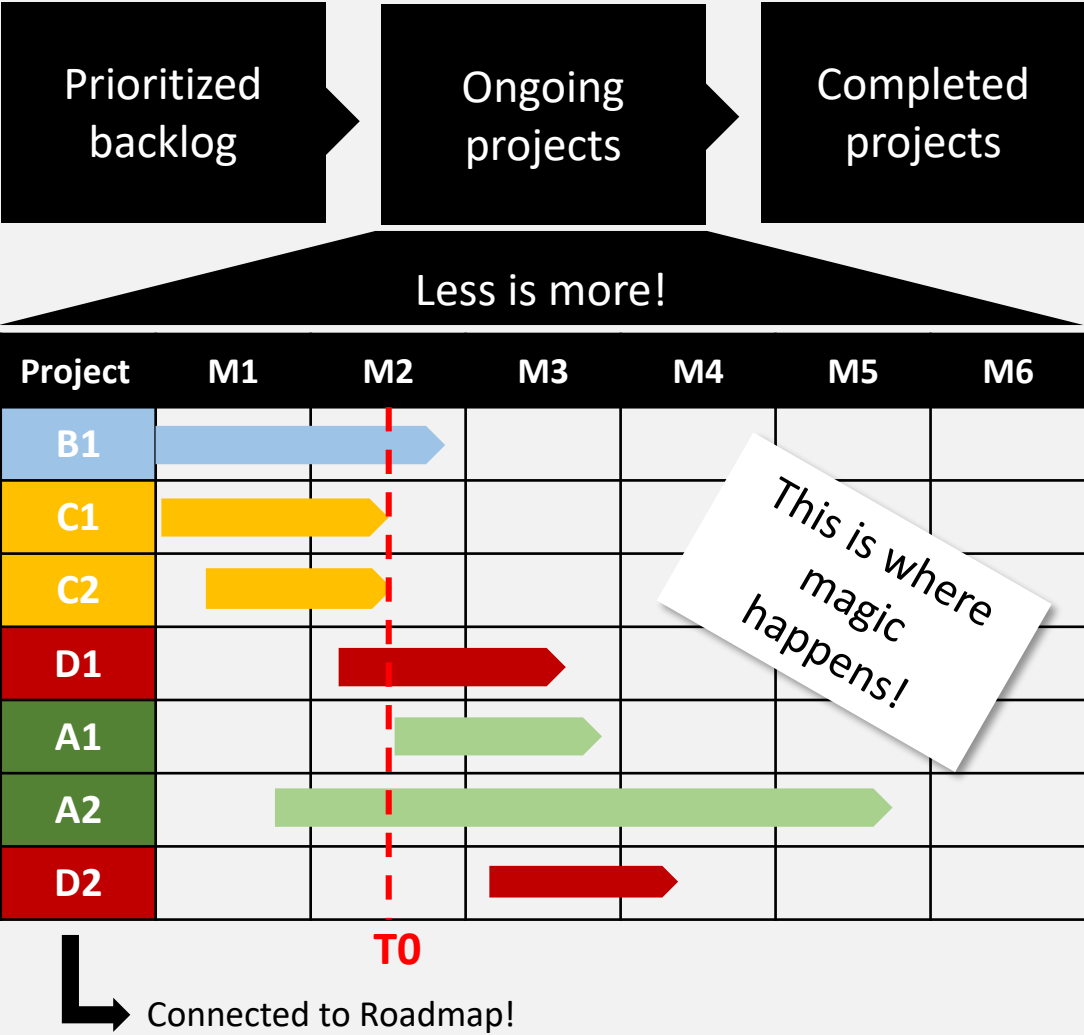 Prioritized
backlog
Ongoing
projects
Completed
projects
Less is more!
Project M1 M2 M3 M4 M5 M6
B1
C1
C2
D1
A1
A2
D2
This is where
magic
happens!
T0
Connected to Roadmap!